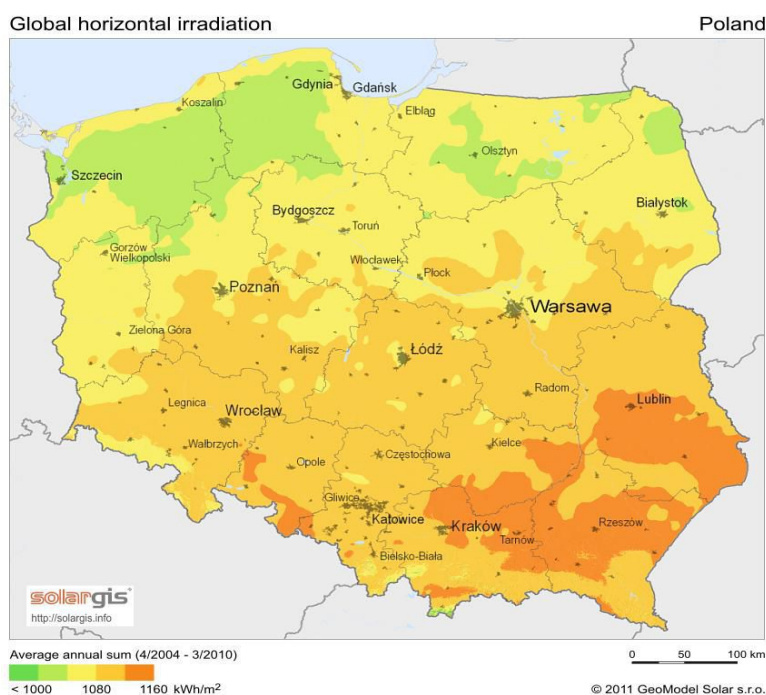 Global horizontal irradiation
Poland
Gdynia
Gdańsk
Koszalin
Elbląg
Olsztyn
Szczecin
Białystok
Bydgoszcz
Toruń
Gorzów
Wielkopolski
Włocławek
Płock
Poznań
Warsawa
Zielona Góra
Kalisz
Łódź
Radom
Legnica
Wrocław
Lublin
Wałbrzych
Kielce
Opole
Częstochowa
Gliwice
Katowice
Kraków
Tarnów
Rzeszów
Bielsko-Biała
solargis
http://solargis.info
Average annual sum (4/2004 - 3/2010)
0 50 100 km
< 1000 1080 1160 kWh/m²
© 2011 GeoModel Solar s.r.o.